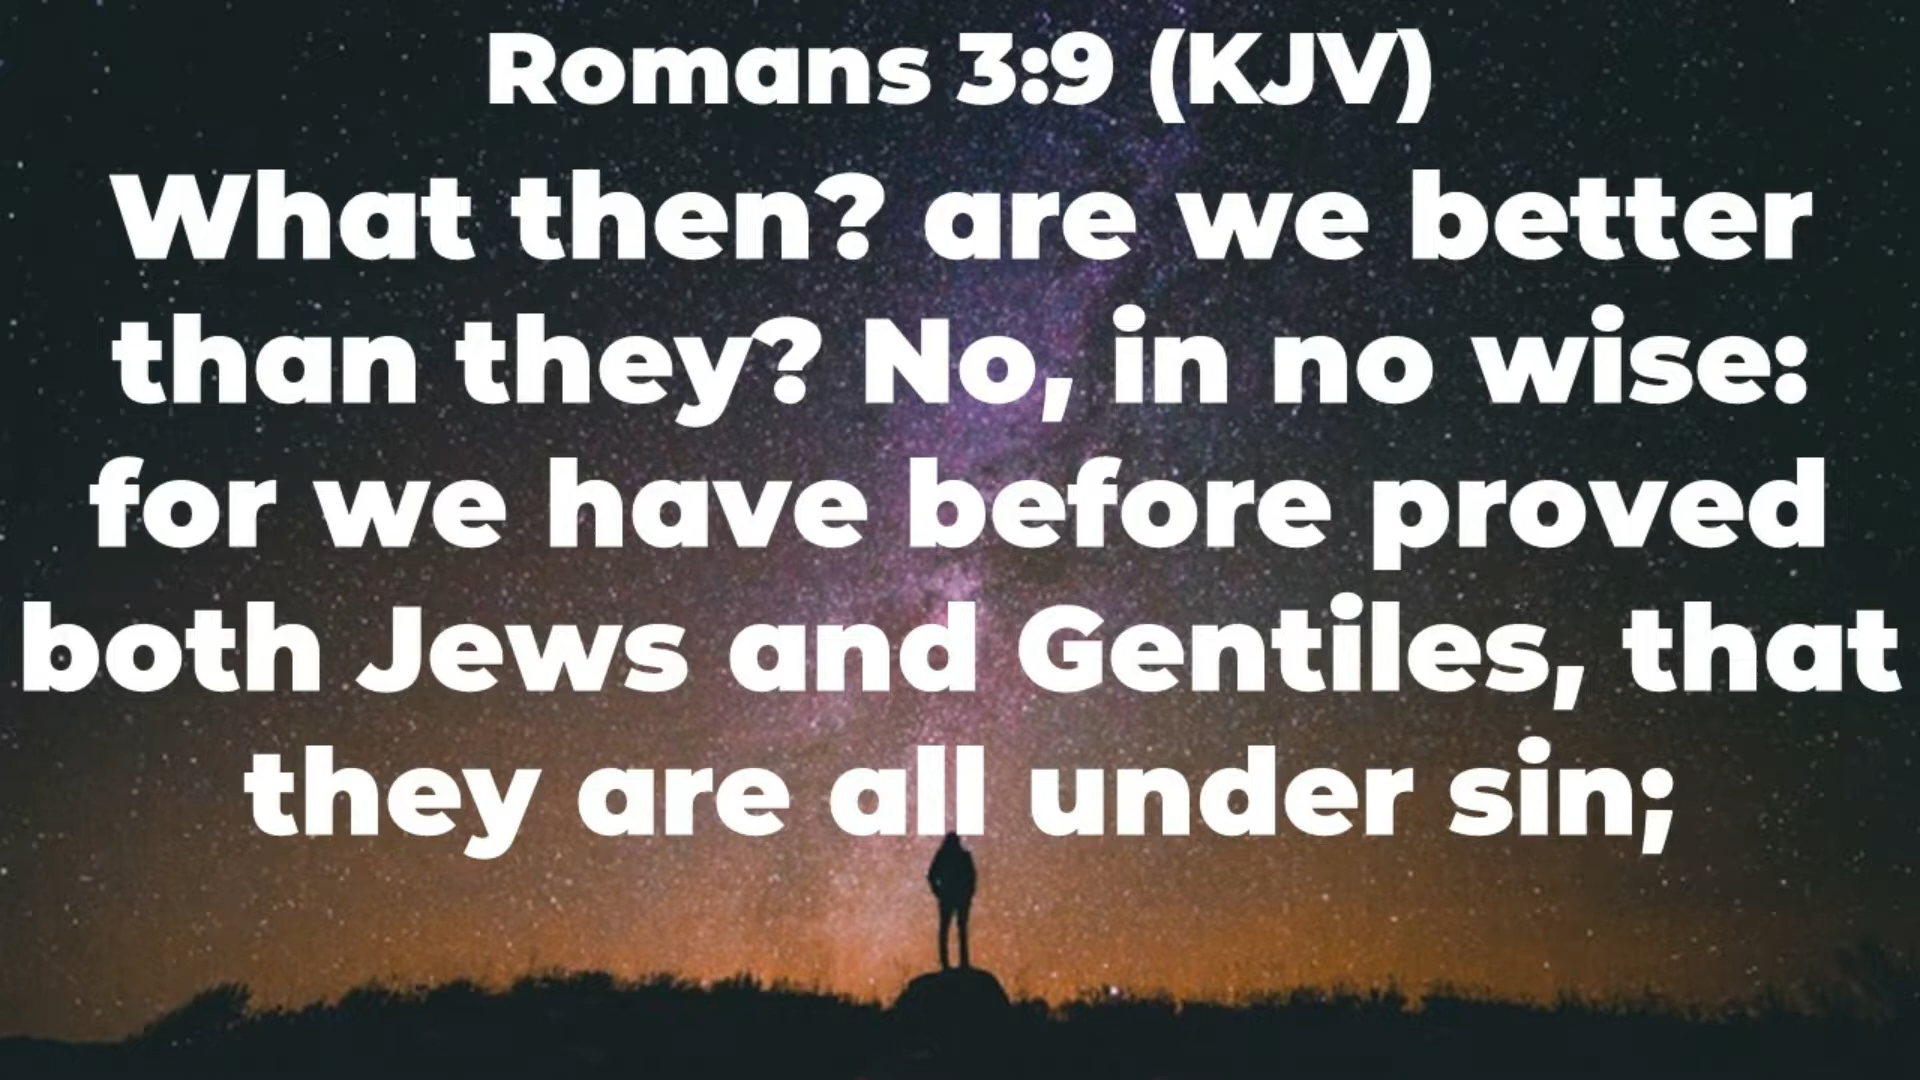 Romans 3:9 (KJV)
What then? are we better
than they? No, in no wise:
for we have before proved
both Jews and Gentiles, that
they are all under sin;